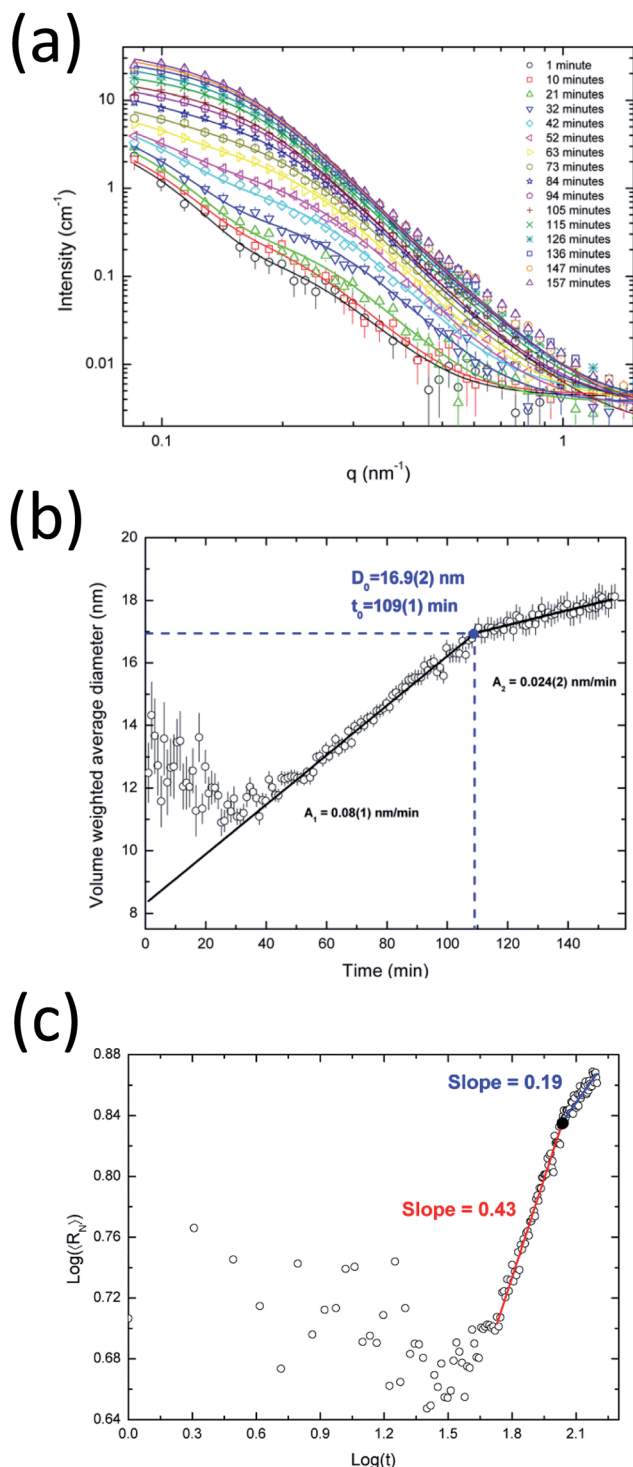 (a)
10
1
0.1
0.01
Intensity (cm⁻¹)
0.1
1
q (nm⁻¹)
1 minute
10 minutes
21 minutes
32 minutes
42 minutes
52 minutes
63 minutes
73 minutes
84 minutes
94 minutes
105 minutes
115 minutes
126 minutes
136 minutes
147 minutes
157 minutes
(b)
20
18
16
14
12
10
8
Volume weighted average diameter (nm)
D₀=16.9(2) nm
t₀=109(1) min
A₂ = 0.024(2) nm/min
A₁ = 0.08(1) nm/min
0
20
40
60
80
100
120
140
Time (min)
(c)
0.88
0.84
0.80
0.76
0.72
0.68
0.64
Log(⟨R_N⟩)
Slope = 0.19
Slope = 0.43
0.0
0.3
0.6
0.9
1.2
1.5
1.8
2.1
Log(t)